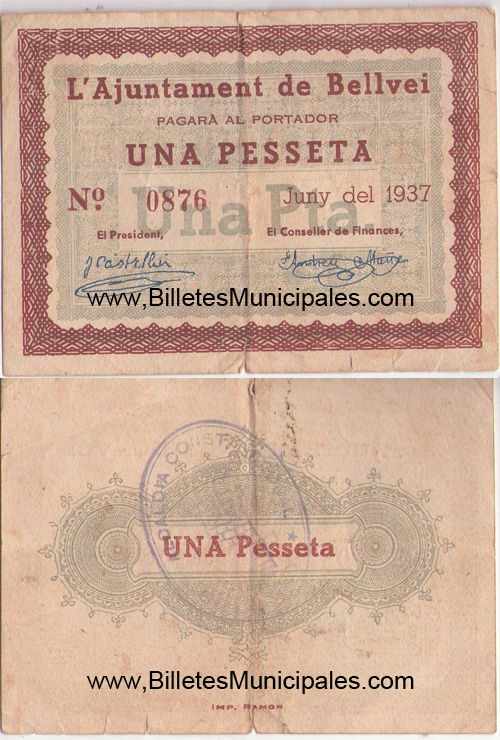 L'Ajuntament de Bellvei
PAGARÀ AL PORTADOR
UNA PESSETA
Nº 0876 Juny del 1937
Una Pta.
El President, El Conseller de Finances,
www,BilletesMunicipales.com
UNA Pesseta
www,BilletesMunicipales.com
IMP. RAMON